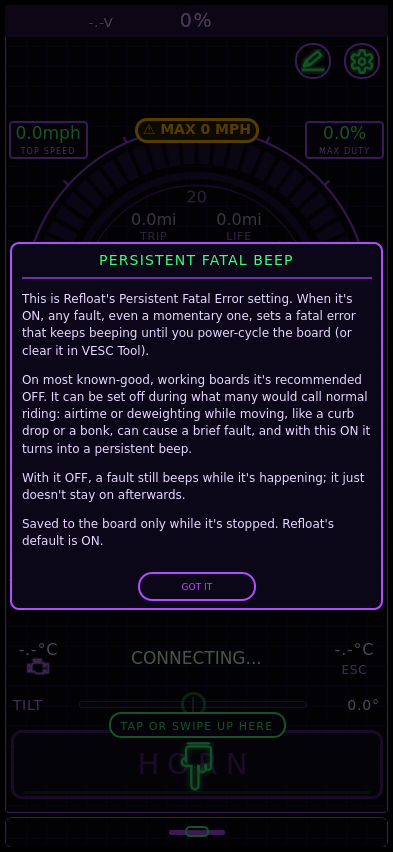 -.-V
0%
0.0mph
TOP SPEED
⚠ MAX 0 MPH
0.0%
MAX DUTY
20
0.0mi
0.0mi
TRIP
LIFE
PERSISTENT FATAL BEEP
This is Refloat's Persistent Fatal Error setting. When it's
ON, any fault, even a momentary one, sets a fatal error
that keeps beeping until you power-cycle the board (or
clear it in VESC Tool).
On most known-good, working boards it's recommended
OFF. It can be set off during what many would call normal
riding: airtime or deweighting while moving, like a curb
drop or a bonk, can cause a brief fault, and with this ON it
turns into a persistent beep.
With it OFF, a fault still beeps while it's happening; it just
doesn't stay on afterwards.
Saved to the board only while it's stopped. Refloat's
default is ON.
GOT IT
-.-°C
CONNECTING...
-.-°C
ESC
TILT
0.0°
TAP OR SWIPE UP HERE
HORN